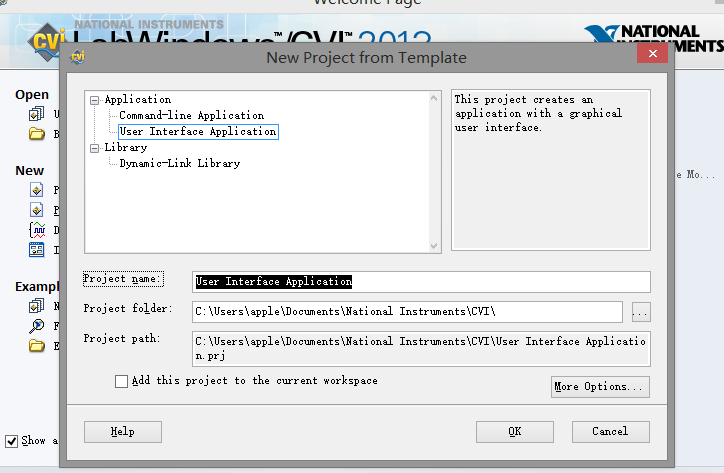 Welcome Page
NATIONAL INSTRUMENTS
CVI
LabWindows™/CVI™ 2013
NATIONAL
INSTRUMENTS
New Project from Template
Open
New
Exampl
Show a
e Mo...
Application
Command-line Application
User Interface Application
Library
Dynamic-Link Library
This project creates an
application with a graphical
user interface.
Project name:
User Interface Application
Project folder:
C:\Users\apple\Documents\National Instruments\CVI\
...
Project path:
C:\Users\apple\Documents\National Instruments\CVI\User Interface Applicatio
n.prj
Add this project to the current workspace
More Options...
Help
OK
Cancel